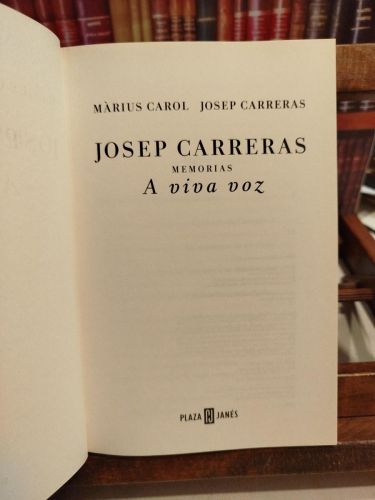 MÀRIUS CAROL JOSEP CARRERAS
JOSEP CARRERAS
MEMORIAS
A viva voz
PLAZA JANÉS